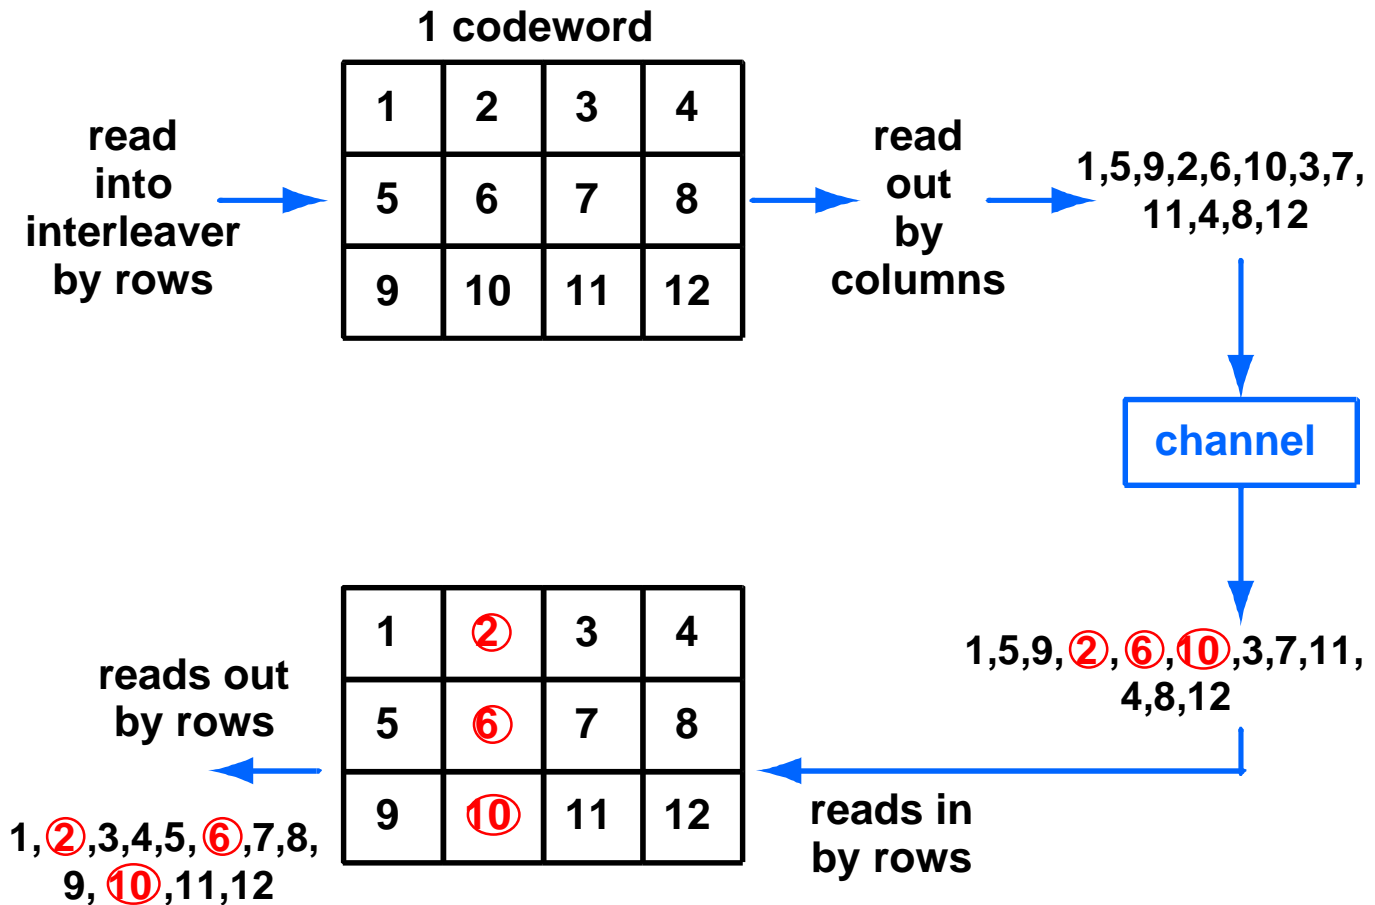 1 codeword
read
into
interleaver
by rows
1 2 3 4
5 6 7 8
9 10 11 12
read
out
by
columns
1,5,9,2,6,10,3,7,
11,4,8,12
channel
1,5,9,2,6,10,3,7,11,
4,8,12
reads in
by rows
1 2 3 4
5 6 7 8
9 10 11 12
reads out
by rows
1,2,3,4,5,6,7,8,
9,10,11,12